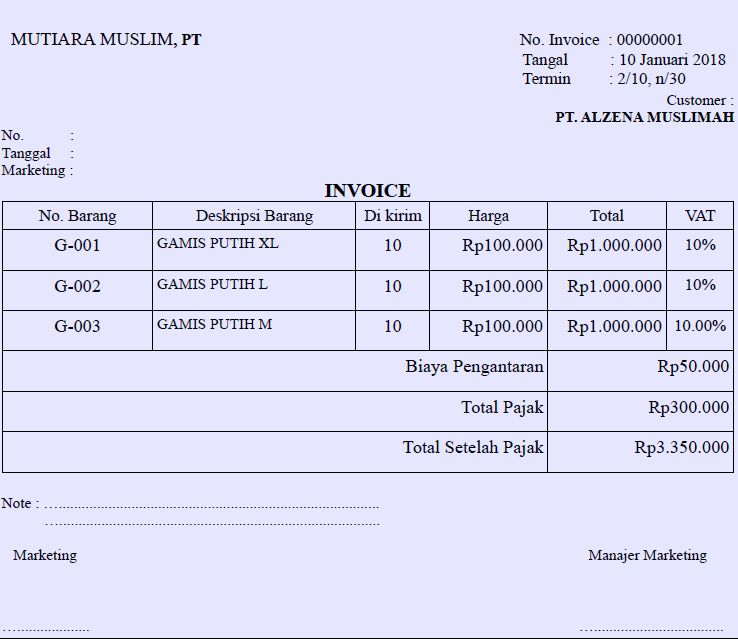 MUTIARA MUSLIM, PT
No. Invoice : 00000001
Tangal : 10 Januari 2018
Termin : 2/10, n/30
Customer :
PT. ALZENA MUSLIMAH
No. :
Tanggal :
Marketing :
INVOICE
No. Barang Deskripsi Barang Di kirim Harga Total VAT
G-001 GAMIS PUTIH XL 10 Rp100.000 Rp1.000.000 10%
G-002 GAMIS PUTIH L 10 Rp100.000 Rp1.000.000 10%
G-003 GAMIS PUTIH M 10 Rp100.000 Rp1.000.000 10.00%
Biaya Pengantaran Rp50.000
Total Pajak Rp300.000
Total Setelah Pajak Rp3.350.000
Note : ….....................................................................................
….....................................................................................
Marketing Manajer Marketing
…................... ….................................